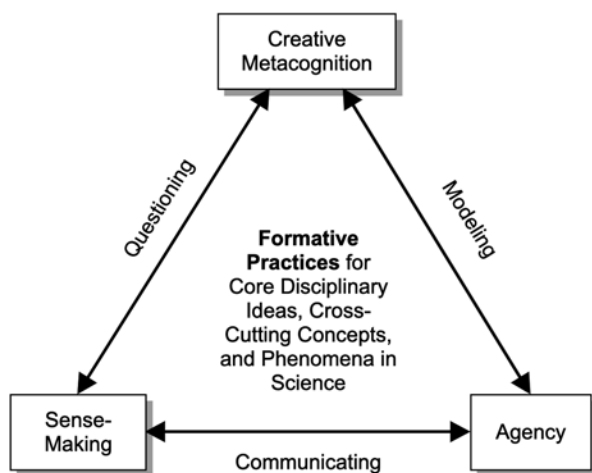 Creative
Metacognition
Questioning
Modeling
Formative
Practices for
Core Disciplinary
Ideas, Cross-
Cutting Concepts,
and Phenomena in
Science
Sense-
Making
Agency
Communicating